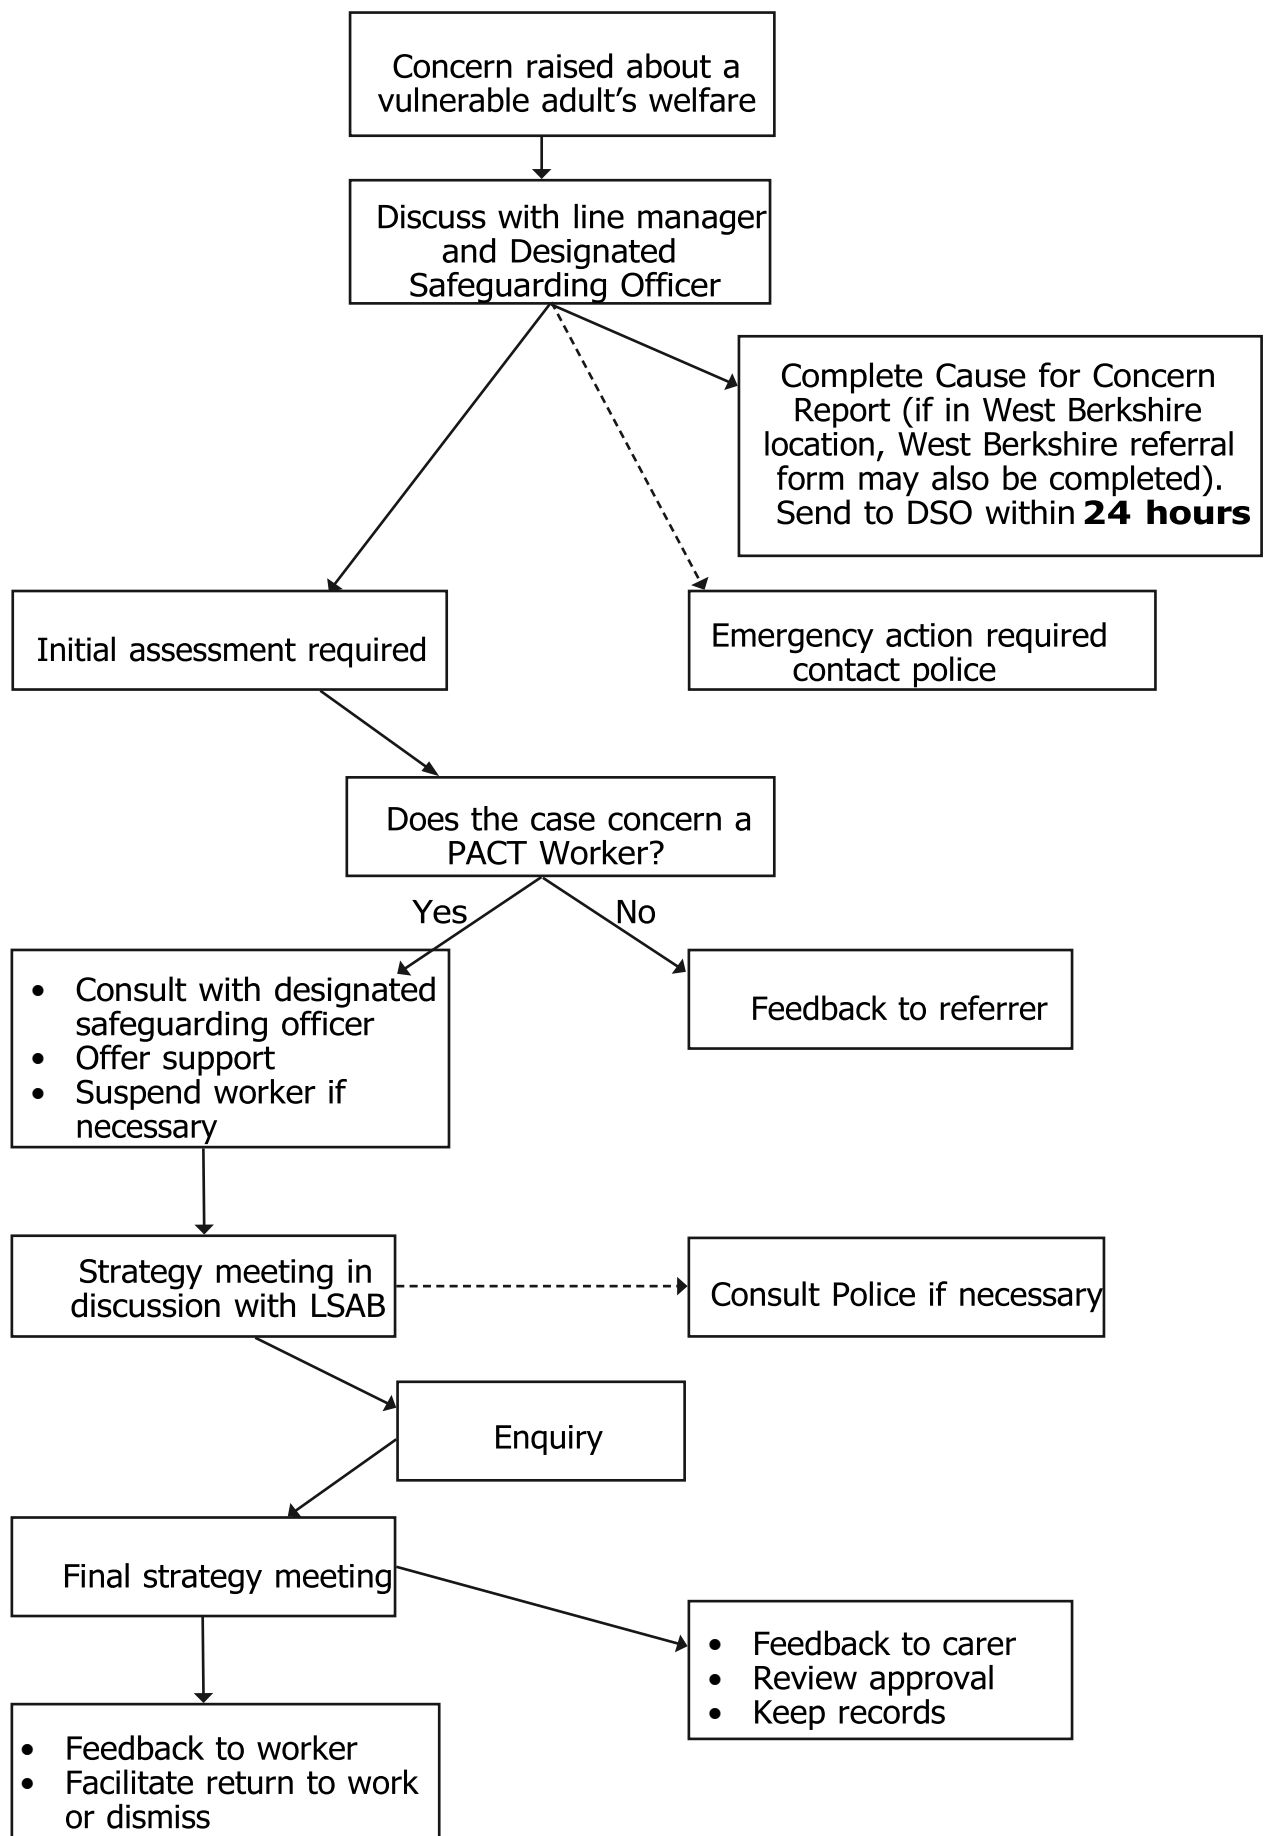 Concern raised about a
vulnerable adult’s welfare
Discuss with line manager
and Designated
Safeguarding Officer
Complete Cause for Concern
Report (if in West Berkshire
location, West Berkshire referral
form may also be completed).
Send to DSO within 24 hours
Initial assessment required
Emergency action required
contact police
Does the case concern a
PACT Worker?
Yes
No
• Consult with designated
safeguarding officer
• Offer support
• Suspend worker if
necessary
Feedback to referrer
Strategy meeting in
discussion with LSAB
Consult Police if necessary
Enquiry
Final strategy meeting
• Feedback to carer
• Review approval
• Keep records
• Feedback to worker
• Facilitate return to work
or dismiss